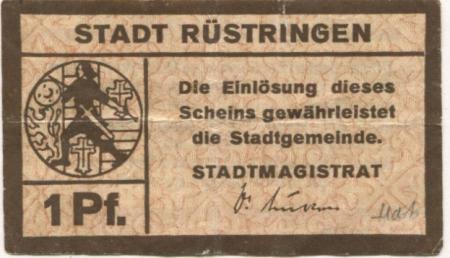 STADT RÜSTRINGEN
Die Einlösung dieses
Scheins gewährleistet
die Stadtgemeinde.
STADTMAGISTRAT
1 Pf.